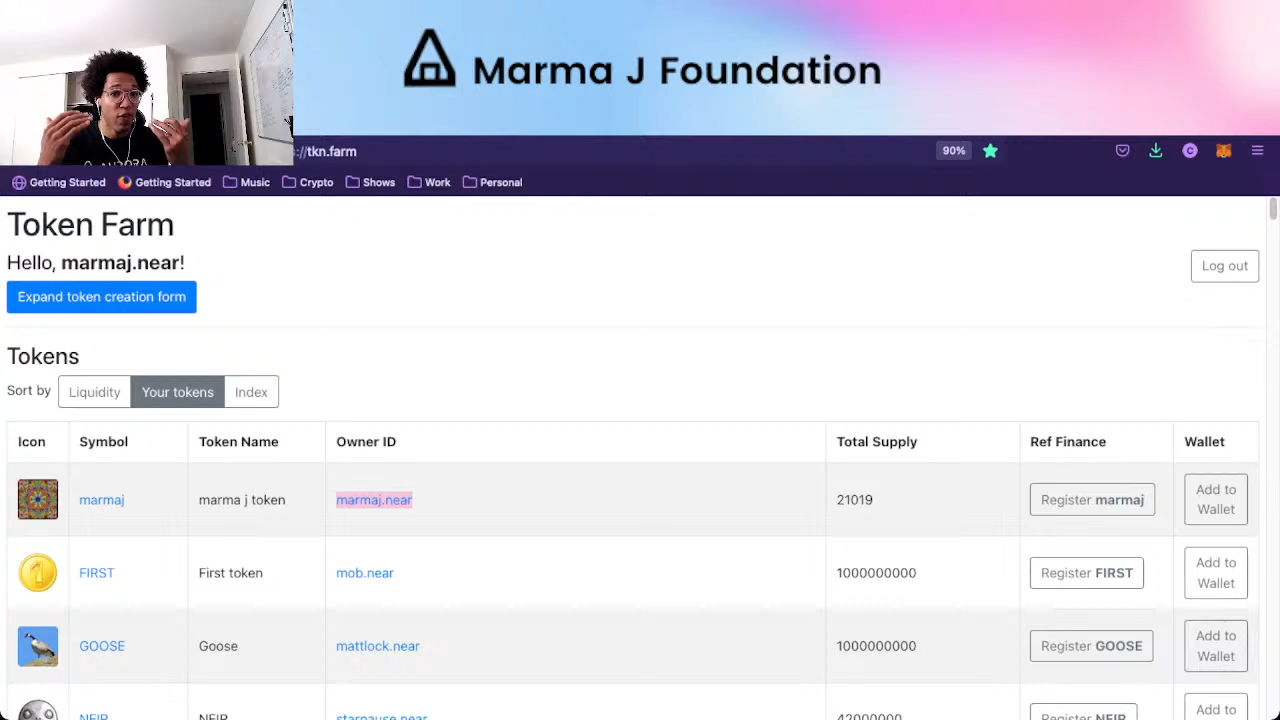 Marma J Foundation
://tkn.farm
90%
Getting Started
Getting Started
Music
Crypto
Shows
Work
Personal
Token Farm
Hello, marmaj.near!
Log out
Expand token creation form
Tokens
Sort by Liquidity Your tokens Index
Icon Symbol Token Name Owner ID Total Supply Ref Finance Wallet
marmaj marma j token marmaj.near 21019 Register marmaj Add to Wallet
FIRST First token mob.near 1000000000 Register FIRST Add to Wallet
GOOSE Goose mattlock.near 1000000000 Register GOOSE Add to Wallet
Add to